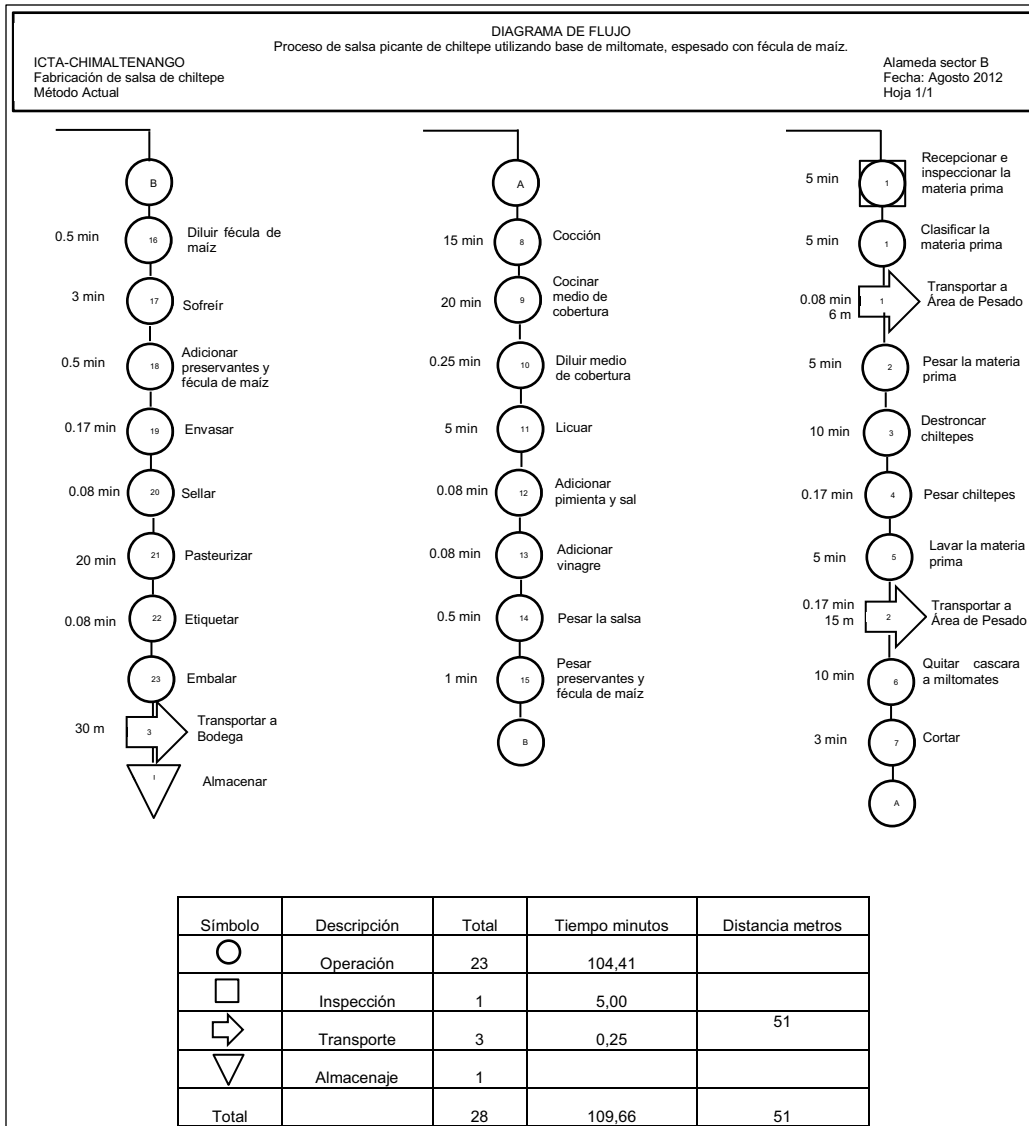 DIAGRAMA DE FLUJO
Proceso de salsa picante de chiltepe utilizando base de miltomate, espesado con fécula de maíz.
ICTA-CHIMALTENANGO
Fabricación de salsa de chiltepe
Método Actual
Alameda sector B
Fecha: Agosto 2012
Hoja 1/1
B
0.5 min
16
Diluir fécula de
maíz
3 min
17
Sofreír
0.5 min
18
Adicionar
preservantes y
fécula de maíz
0.17 min
19
Envasar
0.08 min
20
Sellar
20 min
21
Pasteurizar
0.08 min
22
Etiquetar
23
Embalar
30 m
3
Transportar a
Bodega
I
Almacenar
A
15 min
8
Cocción
20 min
9
Cocinar
medio de
cobertura
0.25 min
10
Diluir medio
de cobertura
5 min
11
Licuar
0.08 min
12
Adicionar
pimienta y sal
0.08 min
13
Adicionar
vinagre
0.5 min
14
Pesar la salsa
1 min
15
Pesar
preservantes y
fécula de maíz
B
5 min
1
Recepcionar e
inspeccionar la
materia prima
5 min
1
Clasificar la
materia prima
0.08 min
6 m
1
Transportar a
Área de Pesado
5 min
2
Pesar la materia
prima
10 min
3
Destroncar
chiltepes
0.17 min
4
Pesar chiltepes
5 min
5
Lavar la materia
prima
0.17 min
15 m
2
Transportar a
Área de Pesado
10 min
6
Quitar cascara
a miltomates
3 min
7
Cortar
A
Símbolo Descripción Total Tiempo minutos Distancia metros
Operación 23 104,41
Inspección 1 5,00
Transporte 3 0,25 51
Almacenaje 1
Total 28 109,66 51